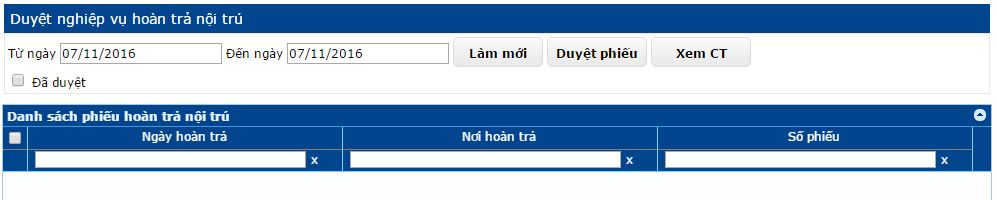 Duyệt nghiệp vụ hoàn trả nội trú
Từ ngày 07/11/2016 Đến ngày 07/11/2016 Làm mới Duyệt phiếu Xem CT
Đã duyệt
Danh sách phiếu hoàn trả nội trú
Ngày hoàn trả Nơi hoàn trả Số phiếu
x x x